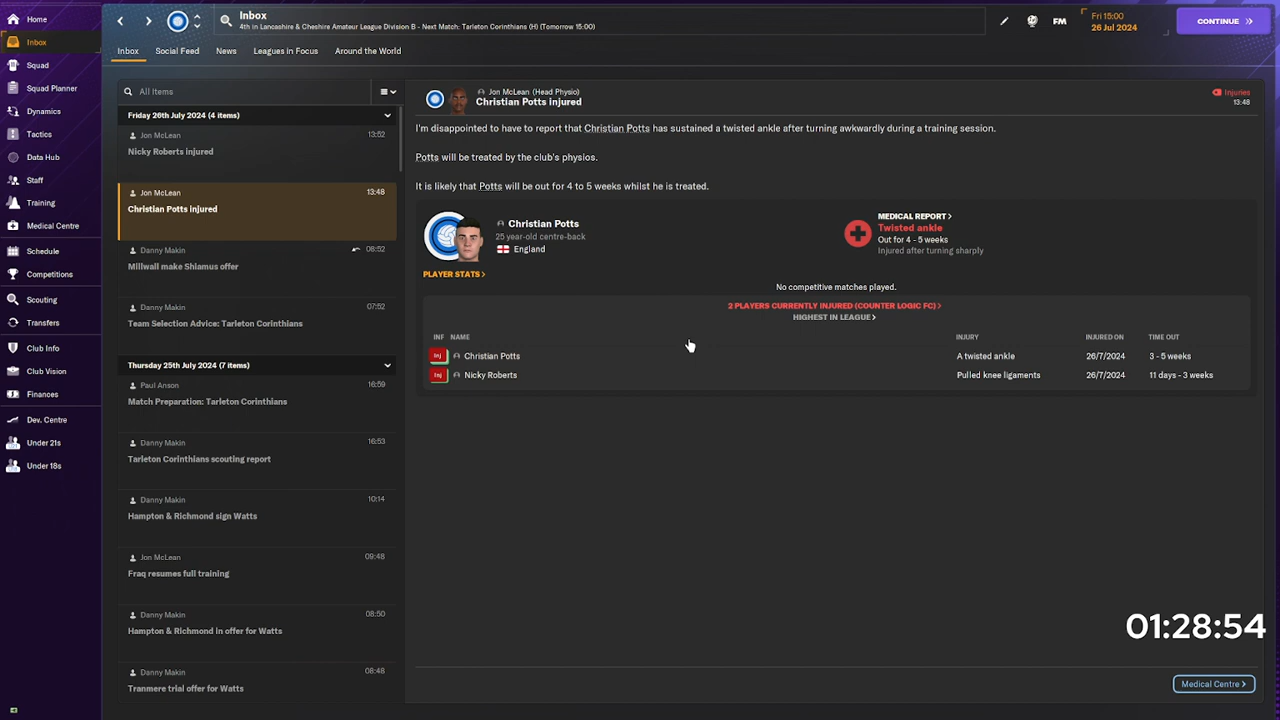 Home
Inbox
Squad
Squad Planner
Dynamics
Tactics
Data Hub
Staff
Training
Medical Centre
Schedule
Competitions
Scouting
Transfers
Club Info
Club Vision
Finances
Dev. Centre
Under 21s
Under 18s
Inbox
4th in Lancashire & Cheshire Amateur League Division B - Next Match: Tarleton Corinthians (H) (Tomorrow 15:00)
FM
Fri 15:00
26 Jul 2024
CONTINUE
Inbox Social Feed News Leagues in Focus Around the World
All Items
Friday 26th July 2024 (4 items)
Jon McLean 13:52
Nicky Roberts injured
Jon McLean 13:48
Christian Potts injured
Danny Makin 08:52
Millwall make Shiamus offer
Danny Makin 07:52
Team Selection Advice: Tarleton Corinthians
Thursday 25th July 2024 (7 items)
Paul Anson 16:59
Match Preparation: Tarleton Corinthians
Danny Makin 16:53
Tarleton Corinthians scouting report
Danny Makin 10:14
Hampton & Richmond sign Watts
Jon McLean 09:48
Fraq resumes full training
Danny Makin 08:50
Hampton & Richmond in offer for Watts
Danny Makin 08:48
Tranmere trial offer for Watts
Jon McLean (Head Physio)
Christian Potts injured
Injuries
13:48
I'm disappointed to have to report that Christian Potts has sustained a twisted ankle after turning awkwardly during a training session.
Potts will be treated by the club's physios.
It is likely that Potts will be out for 4 to 5 weeks whilst he is treated.
Christian Potts
25 year-old centre-back
England
PLAYER STATS >
MEDICAL REPORT >
Twisted ankle
Out for 4 - 5 weeks
Injured after turning sharply
No competitive matches played.
2 PLAYERS CURRENTLY INJURED (COUNTER LOGIC FC) >
HIGHEST IN LEAGUE >
INF NAME INJURY INJURED ON TIME OUT
Inj Christian Potts A twisted ankle 26/7/2024 3 - 5 weeks
Inj Nicky Roberts Pulled knee ligaments 26/7/2024 11 days - 3 weeks
01:28:54
Medical Centre >